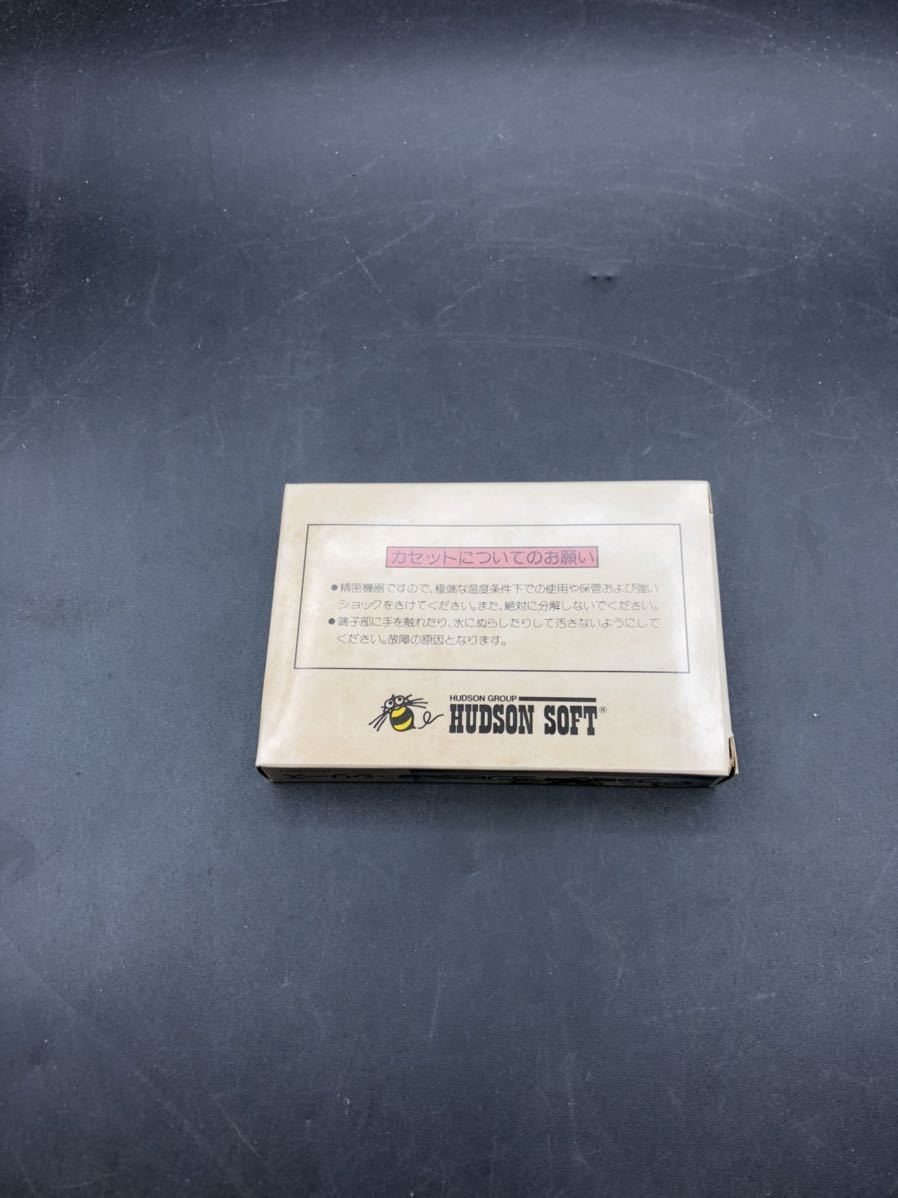 カセットについてのお願い
●精密機器ですので、極端な温度条件下での使用や保管および強い
ショックをさけてください。また、絶対に分解しないでください。
●端子部に手を触れたり、水にぬらしたりして汚さないようにして
ください。故障の原因となります。
HUDSON GROUP
HUDSON SOFT®